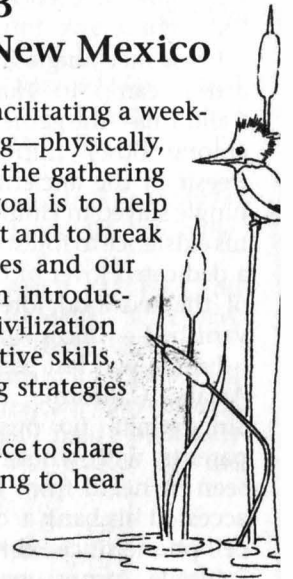 3
New Mexico
acilitating a week-
g—physically,
the gathering
oal is to help
t and to break
es and our
n introduc-
ivilization
tive skills,
g strategies
ce to share
ng to hear